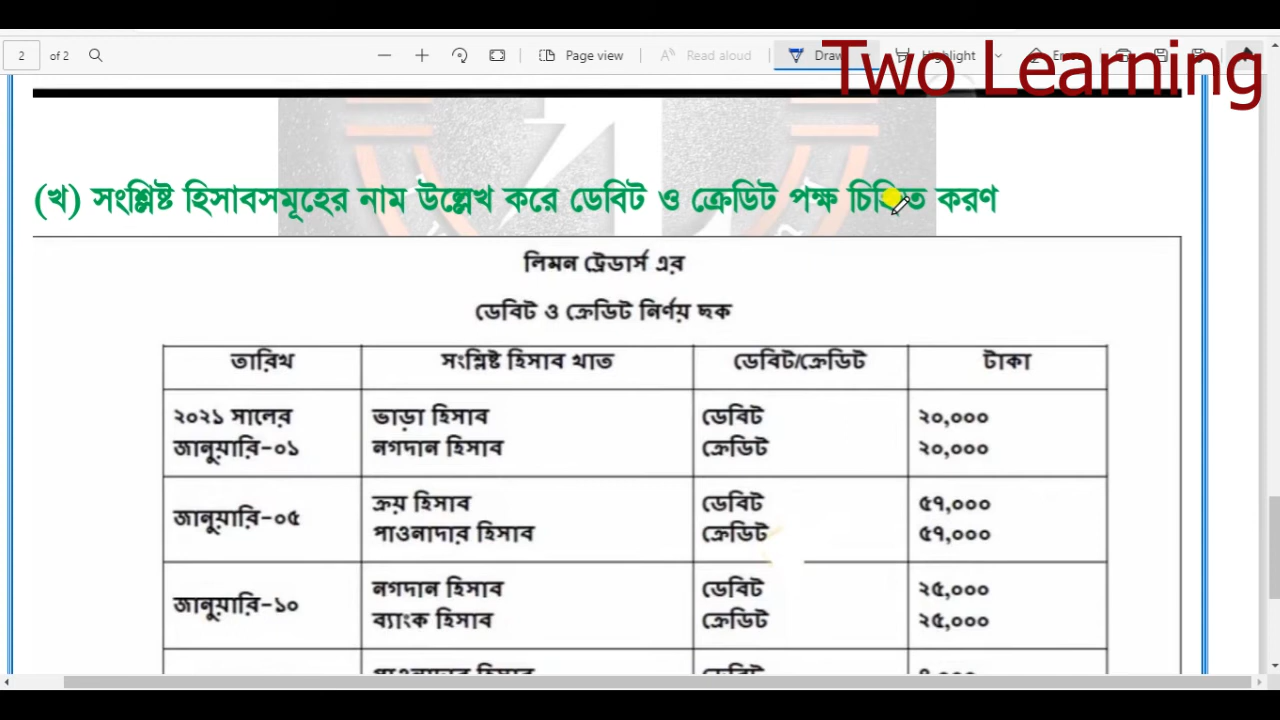 2 of 2 Page view Read aloud Draw Highlight
Two Learning
(খ) সংশ্লিষ্ট হিসাবসমূহের নাম উল্লেখ করে ডেবিট ও ক্রেডিট পক্ষ চিহ্নিত করণ
লিমন ট্রেডার্স এর
ডেবিট ও ক্রেডিট নির্ণয় ছক
তারিখ সংশ্লিষ্ট হিসাব খাত ডেবিট/ক্রেডিট টাকা
২০২১ সালের ভাড়া হিসাব ডেবিট ২০,০০০
জানুয়ারি-০১ নগদান হিসাব ক্রেডিট ২০,০০০
ক্রয় হিসাব ডেবিট ৫৭,০০০
জানুয়ারি-০৫
পাওনাদার হিসাব ক্রেডিট ৫৭,০০০
নগদান হিসাব ডেবিট ২৫,০০০
জানুয়ারি-১০
ব্যাংক হিসাব ক্রেডিট ২৫,০০০